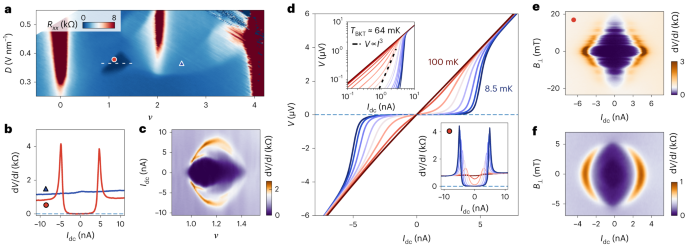 a
R_xx (kΩ)
0 8
D (V nm⁻¹)
0.5
0.4
0.3
0 1 2 3 4
ν
b
dV/dI (kΩ)
4
2
0
−10 0 10
I_dc (nA)
c
I_dc (nA)
10
5
0
−5
−10
1.0 1.2 1.4
ν
dV/dI (kΩ)
2
1
0
d
V (μV)
6
4
2
0
−2
−4
−6
−5 0 5
I_dc (nA)
T_BKT = 64 mK
V ∝ I³
V (μV)
10¹
10⁰
10⁻¹
10⁰ 10¹
I_dc (nA)
100 mK
8.5 mK
dV/dI (kΩ)
4
2
0
−10 0 10
I_dc (nA)
e
B⊥ (mT)
20
0
−20
−6 −3 0 3 6
I_dc (nA)
dV/dI (kΩ)
3
2
1
0
f
B⊥ (mT)
5
0
−5
−4 −2 0 2 4
I_dc (nA)
dV/dI (kΩ)
2
1
0